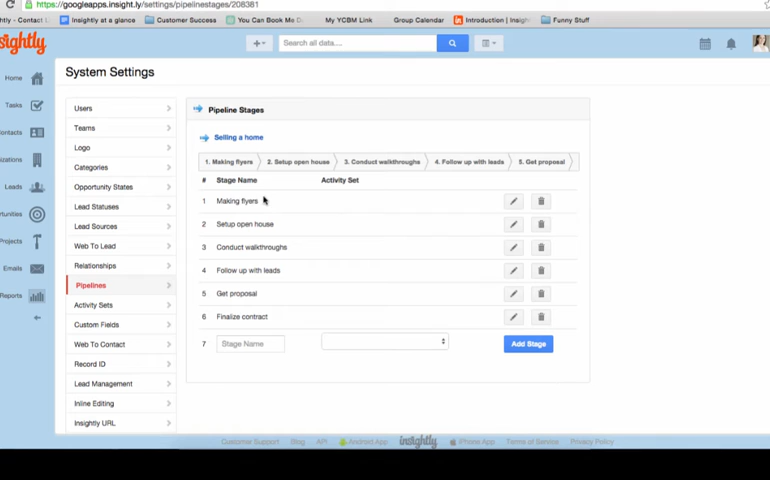 https://googleapps.insight.ly/settings/pipelinestages/208381
Insightly at a glance
Customer Success
You Can Book Me
My YCBM Link
Group Calendar
Introduction | Insigh
Funny Stuff
Search all data....
System Settings
Home
Tasks
Leads
Projects
Emails
Reports
Users
Teams
Logo
Categories
Opportunity States
Lead Statuses
Lead Sources
Web To Lead
Relationships
Pipelines
Activity Sets
Custom Fields
Web To Contact
Record ID
Lead Management
Inline Editing
Insightly URL
Pipeline Stages
Selling a home
1. Making flyers 2. Setup open house 3. Conduct walkthroughs 4. Follow up with leads 5. Get proposal
# Stage Name Activity Set
1 Making flyers
2 Setup open house
3 Conduct walkthroughs
4 Follow up with leads
5 Get proposal
6 Finalize contract
7 Stage Name Add Stage
Customer Support Blog API Android App insightly iPhone App Terms of Service Privacy Policy